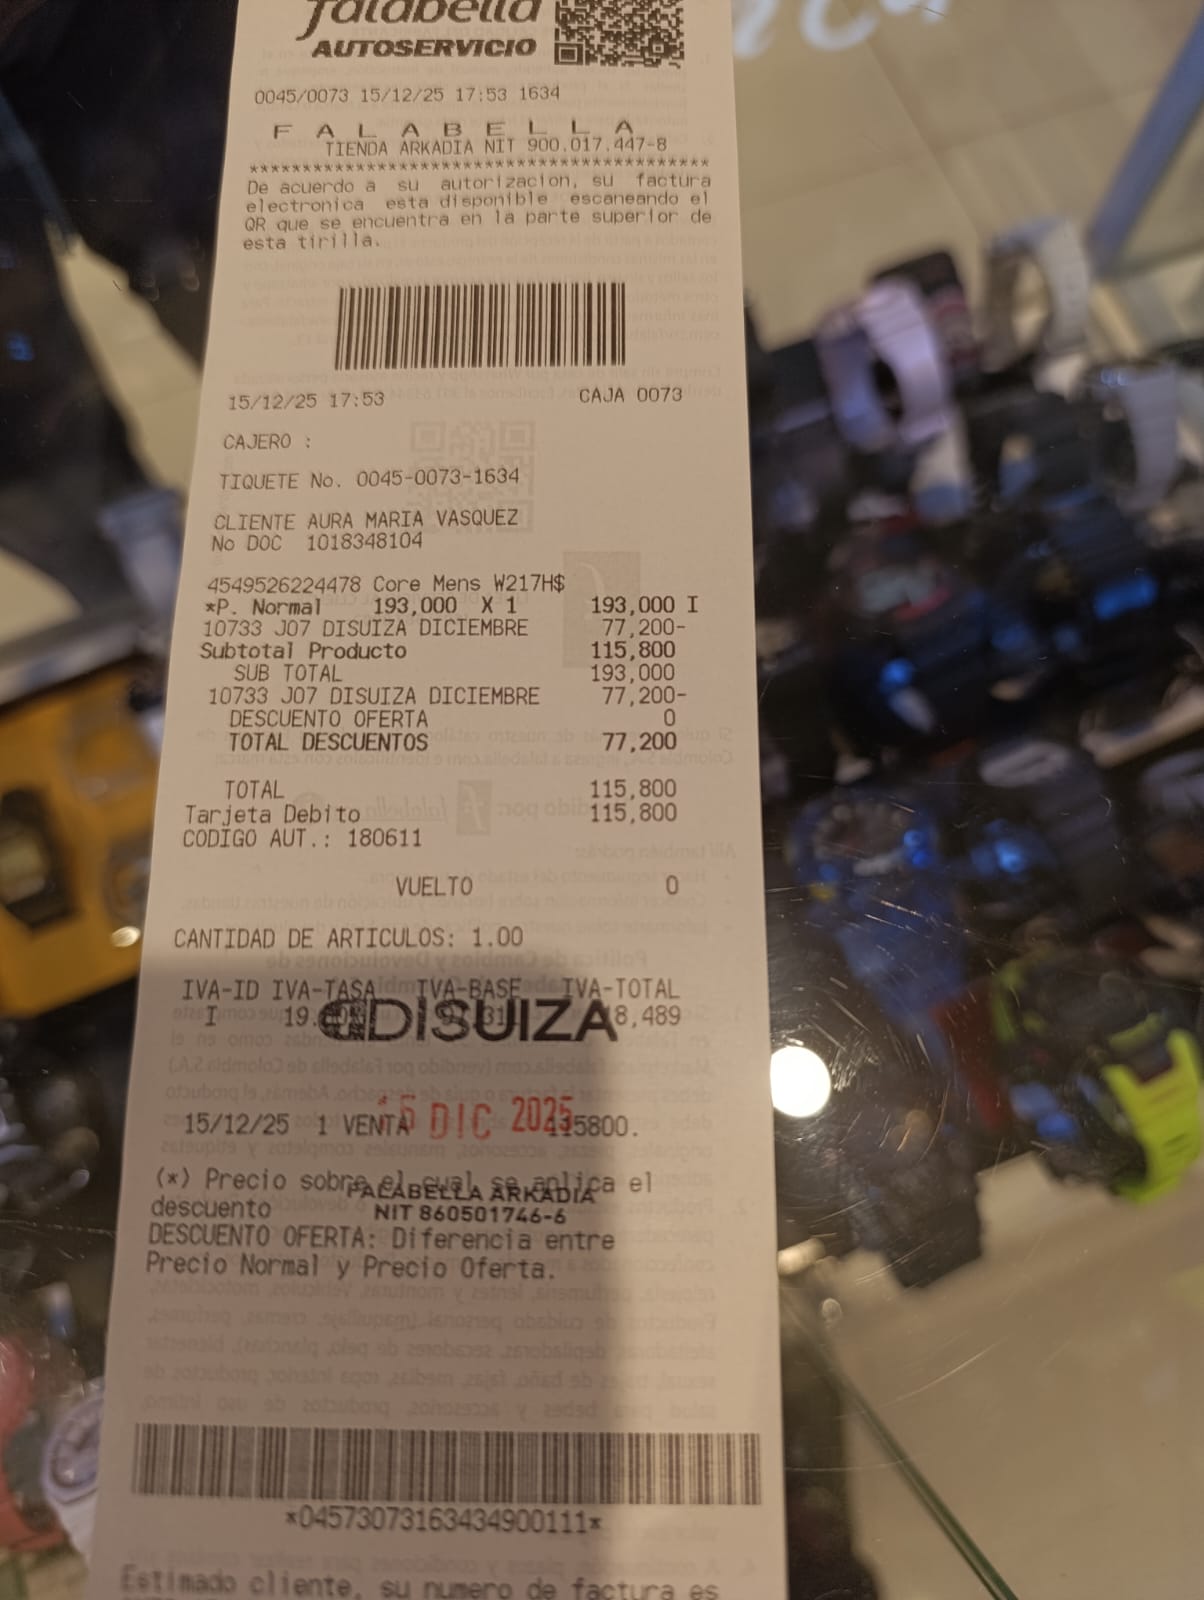 falabella
AUTOSERVICIO
0045/0073 15/12/25 17:53 1634
F A L A B E L L A
TIENDA ARKADIA NIT 900.017.447-8
******************************************
De acuerdo a su autorizacion, su factura
electronica esta disponible escaneando el
QR que se encuentra en la parte superior de
esta tirilla.
15/12/25 17:53 CAJA 0073
CAJERO :
TIQUETE No. 0045-0073-1634
CLIENTE AURA MARIA VASQUEZ
No DOC 1018348104
4549526224478 Core Mens W217H$
*P. Normal 193,000 X 1 193,000 I
10733 J07 DISUIZA DICIEMBRE 77,200-
Subtotal Producto 115,800
SUB TOTAL 193,000
10733 J07 DISUIZA DICIEMBRE 77,200-
DESCUENTO OFERTA 0
TOTAL DESCUENTOS 77,200
TOTAL 115,800
Tarjeta Debito 115,800
CODIGO AUT.: 180611
VUELTO 0
CANTIDAD DE ARTICULOS: 1.00
IVA-ID IVA-TASA IVA-BASE IVA-TOTAL
I 19. 8,489
DISUIZA
15 DIC 2025
15/12/25 1 VENTA 115800.
(*) Precio sobre el cual se aplica el
FALABELLA ARKADIA
descuento
NIT 860501746-6
DESCUENTO OFERTA: Diferencia entre
Precio Normal y Precio Oferta.
*04573073163434900111*
Estimado cliente, su numero de factura es